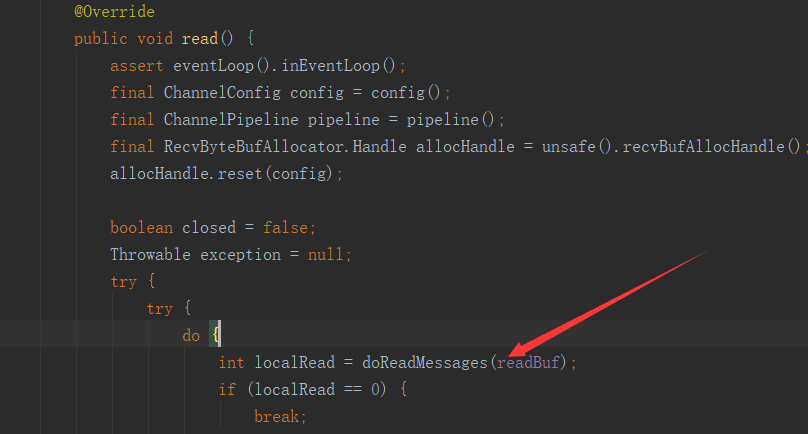 @Override
public void read() {
assert eventLoop().inEventLoop();
final ChannelConfig config = config();
final ChannelPipeline pipeline = pipeline();
final RecvByteBufAllocator.Handle allocHandle = unsafe().recvBufAllocHandle();
allocHandle.reset(config);
boolean closed = false;
Throwable exception = null;
try {
try {
do {
int localRead = doReadMessages(readBuf);
if (localRead == 0) {
break;